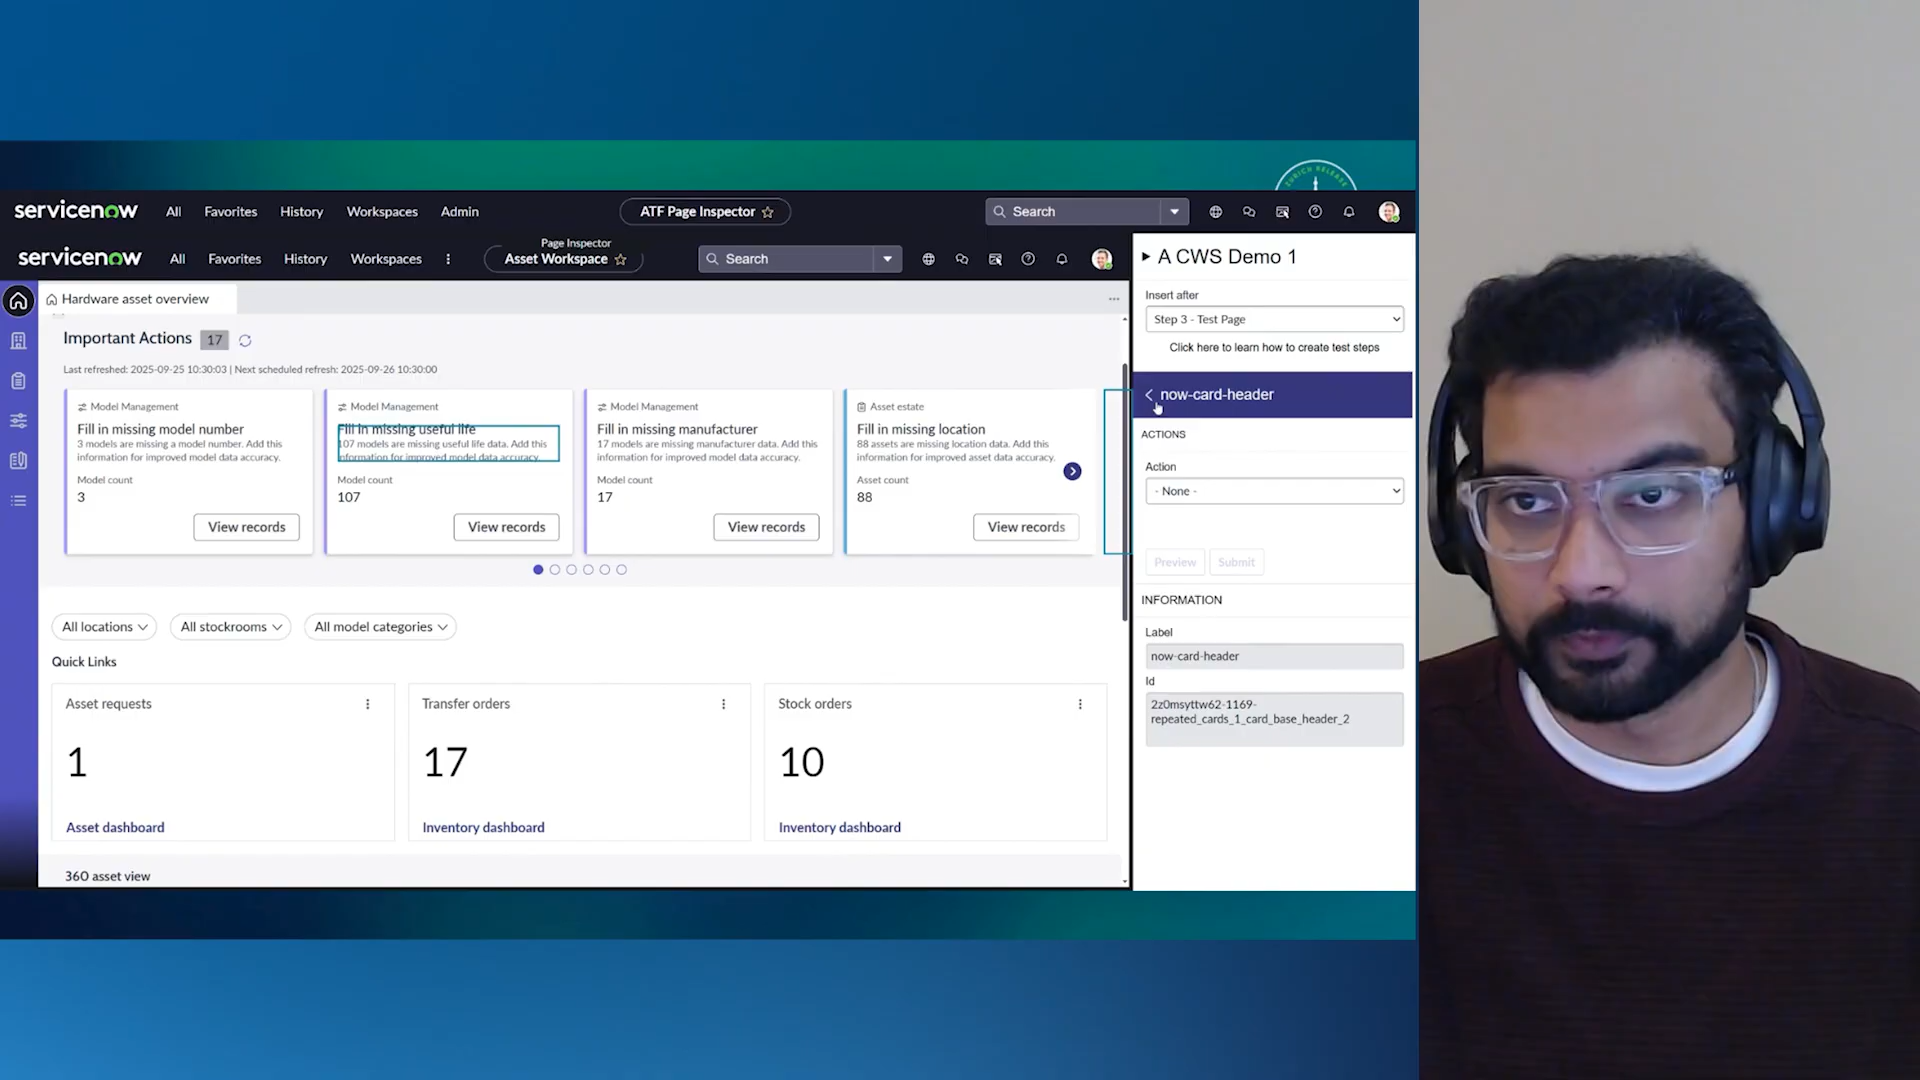 ZURICH RELEASE
servicenow All Favorites History Workspaces Admin ATF Page Inspector Search
Page Inspector
servicenow All Favorites History Workspaces Asset Workspace Search
Hardware asset overview
Important Actions 17
Last refreshed: 2025-09-25 10:30:03 | Next scheduled refresh: 2025-09-26 10:30:00
Model Management
Fill in missing model number
3 models are missing a model number. Add this
information for improved model data accuracy.
Model count
3
View records
Model Management
Fill in missing useful life
107 models are missing useful life data. Add this
information for improved model data accuracy.
Model count
107
View records
Model Management
Fill in missing manufacturer
17 models are missing manufacturer data. Add this
information for improved model data accuracy.
Model count
17
View records
Asset estate
Fill in missing location
88 assets are missing location data. Add this
information for improved asset data accuracy.
Asset count
88
View records
All locations All stockrooms All model categories
Quick Links
Asset requests
1
Asset dashboard
Transfer orders
17
Inventory dashboard
Stock orders
10
Inventory dashboard
360 asset view
A CWS Demo 1
Insert after
Step 3 - Test Page
Click here to learn how to create test steps
now-card-header
ACTIONS
Action
- None -
Preview Submit
INFORMATION
Label
now-card-header
Id
2z0msyttw62-1169-
repeated_cards_1_card_base_header_2